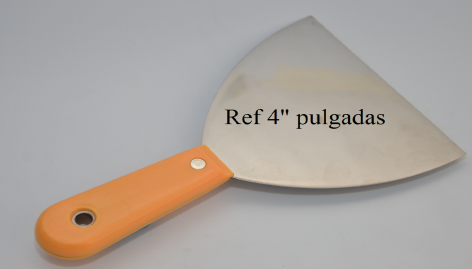 Ref 4" pulgadas